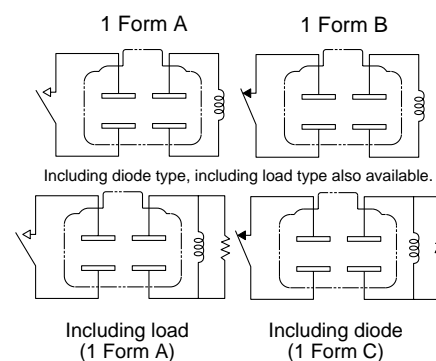 1 Form A
1 Form B
Including diode type, including load type also available.
Including load
(1 Form A)
Including diode
(1 Form C)